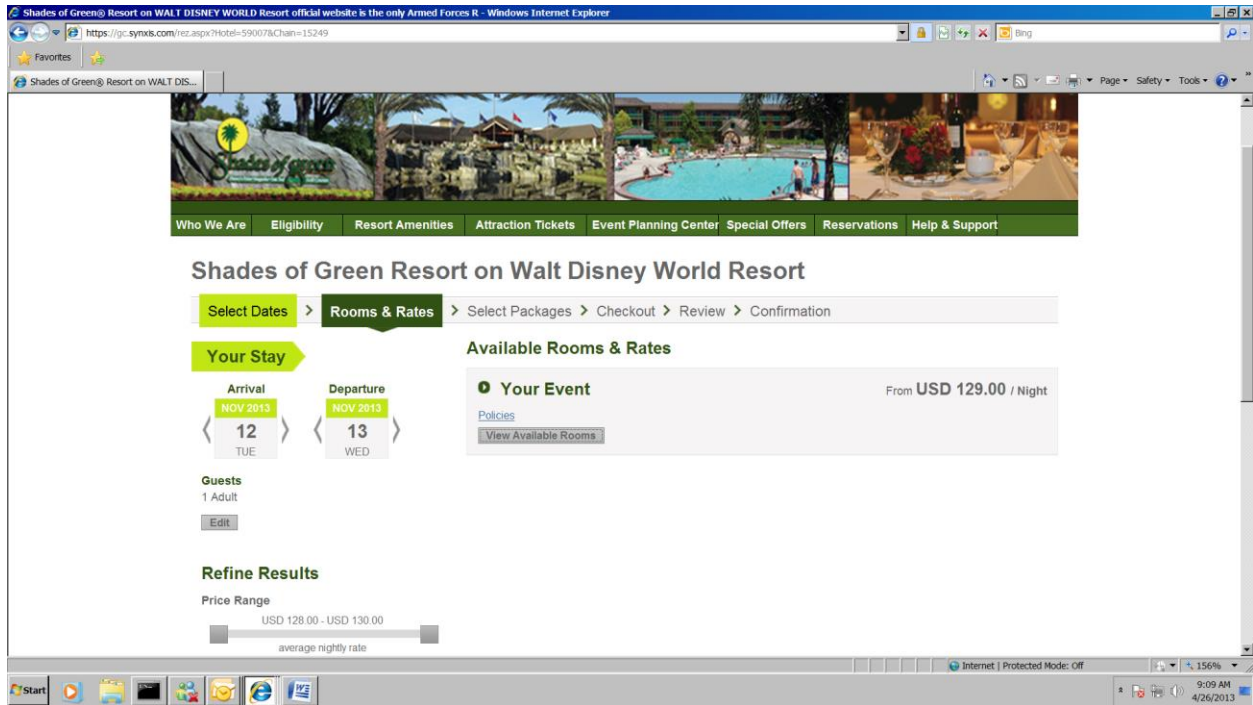 Shades of Green® Resort on WALT DISNEY WORLD Resort official website is the only Armed Forces R - Windows Internet Explorer
https://gc.synxis.com/rez.aspx?Hotel=59007&Chain=15249
Bing
Favorites
Shades of Green® Resort on WALT DIS...
Page Safety Tools
Shades of Green
Who We Are Eligibility Resort Amenities Attraction Tickets Event Planning Center Special Offers Reservations Help & Support
Shades of Green Resort on Walt Disney World Resort
Select Dates > Rooms & Rates > Select Packages > Checkout > Review > Confirmation
Your Stay
Arrival Departure
NOV 2013 NOV 2013
12 13
TUE WED
Guests
1 Adult
Edit
Refine Results
Price Range
USD 128.00 - USD 130.00
average nightly rate
Available Rooms & Rates
Your Event From USD 129.00 / Night
Policies
View Available Rooms
Internet | Protected Mode: Off 156%
Start 9:09 AM
4/26/2013